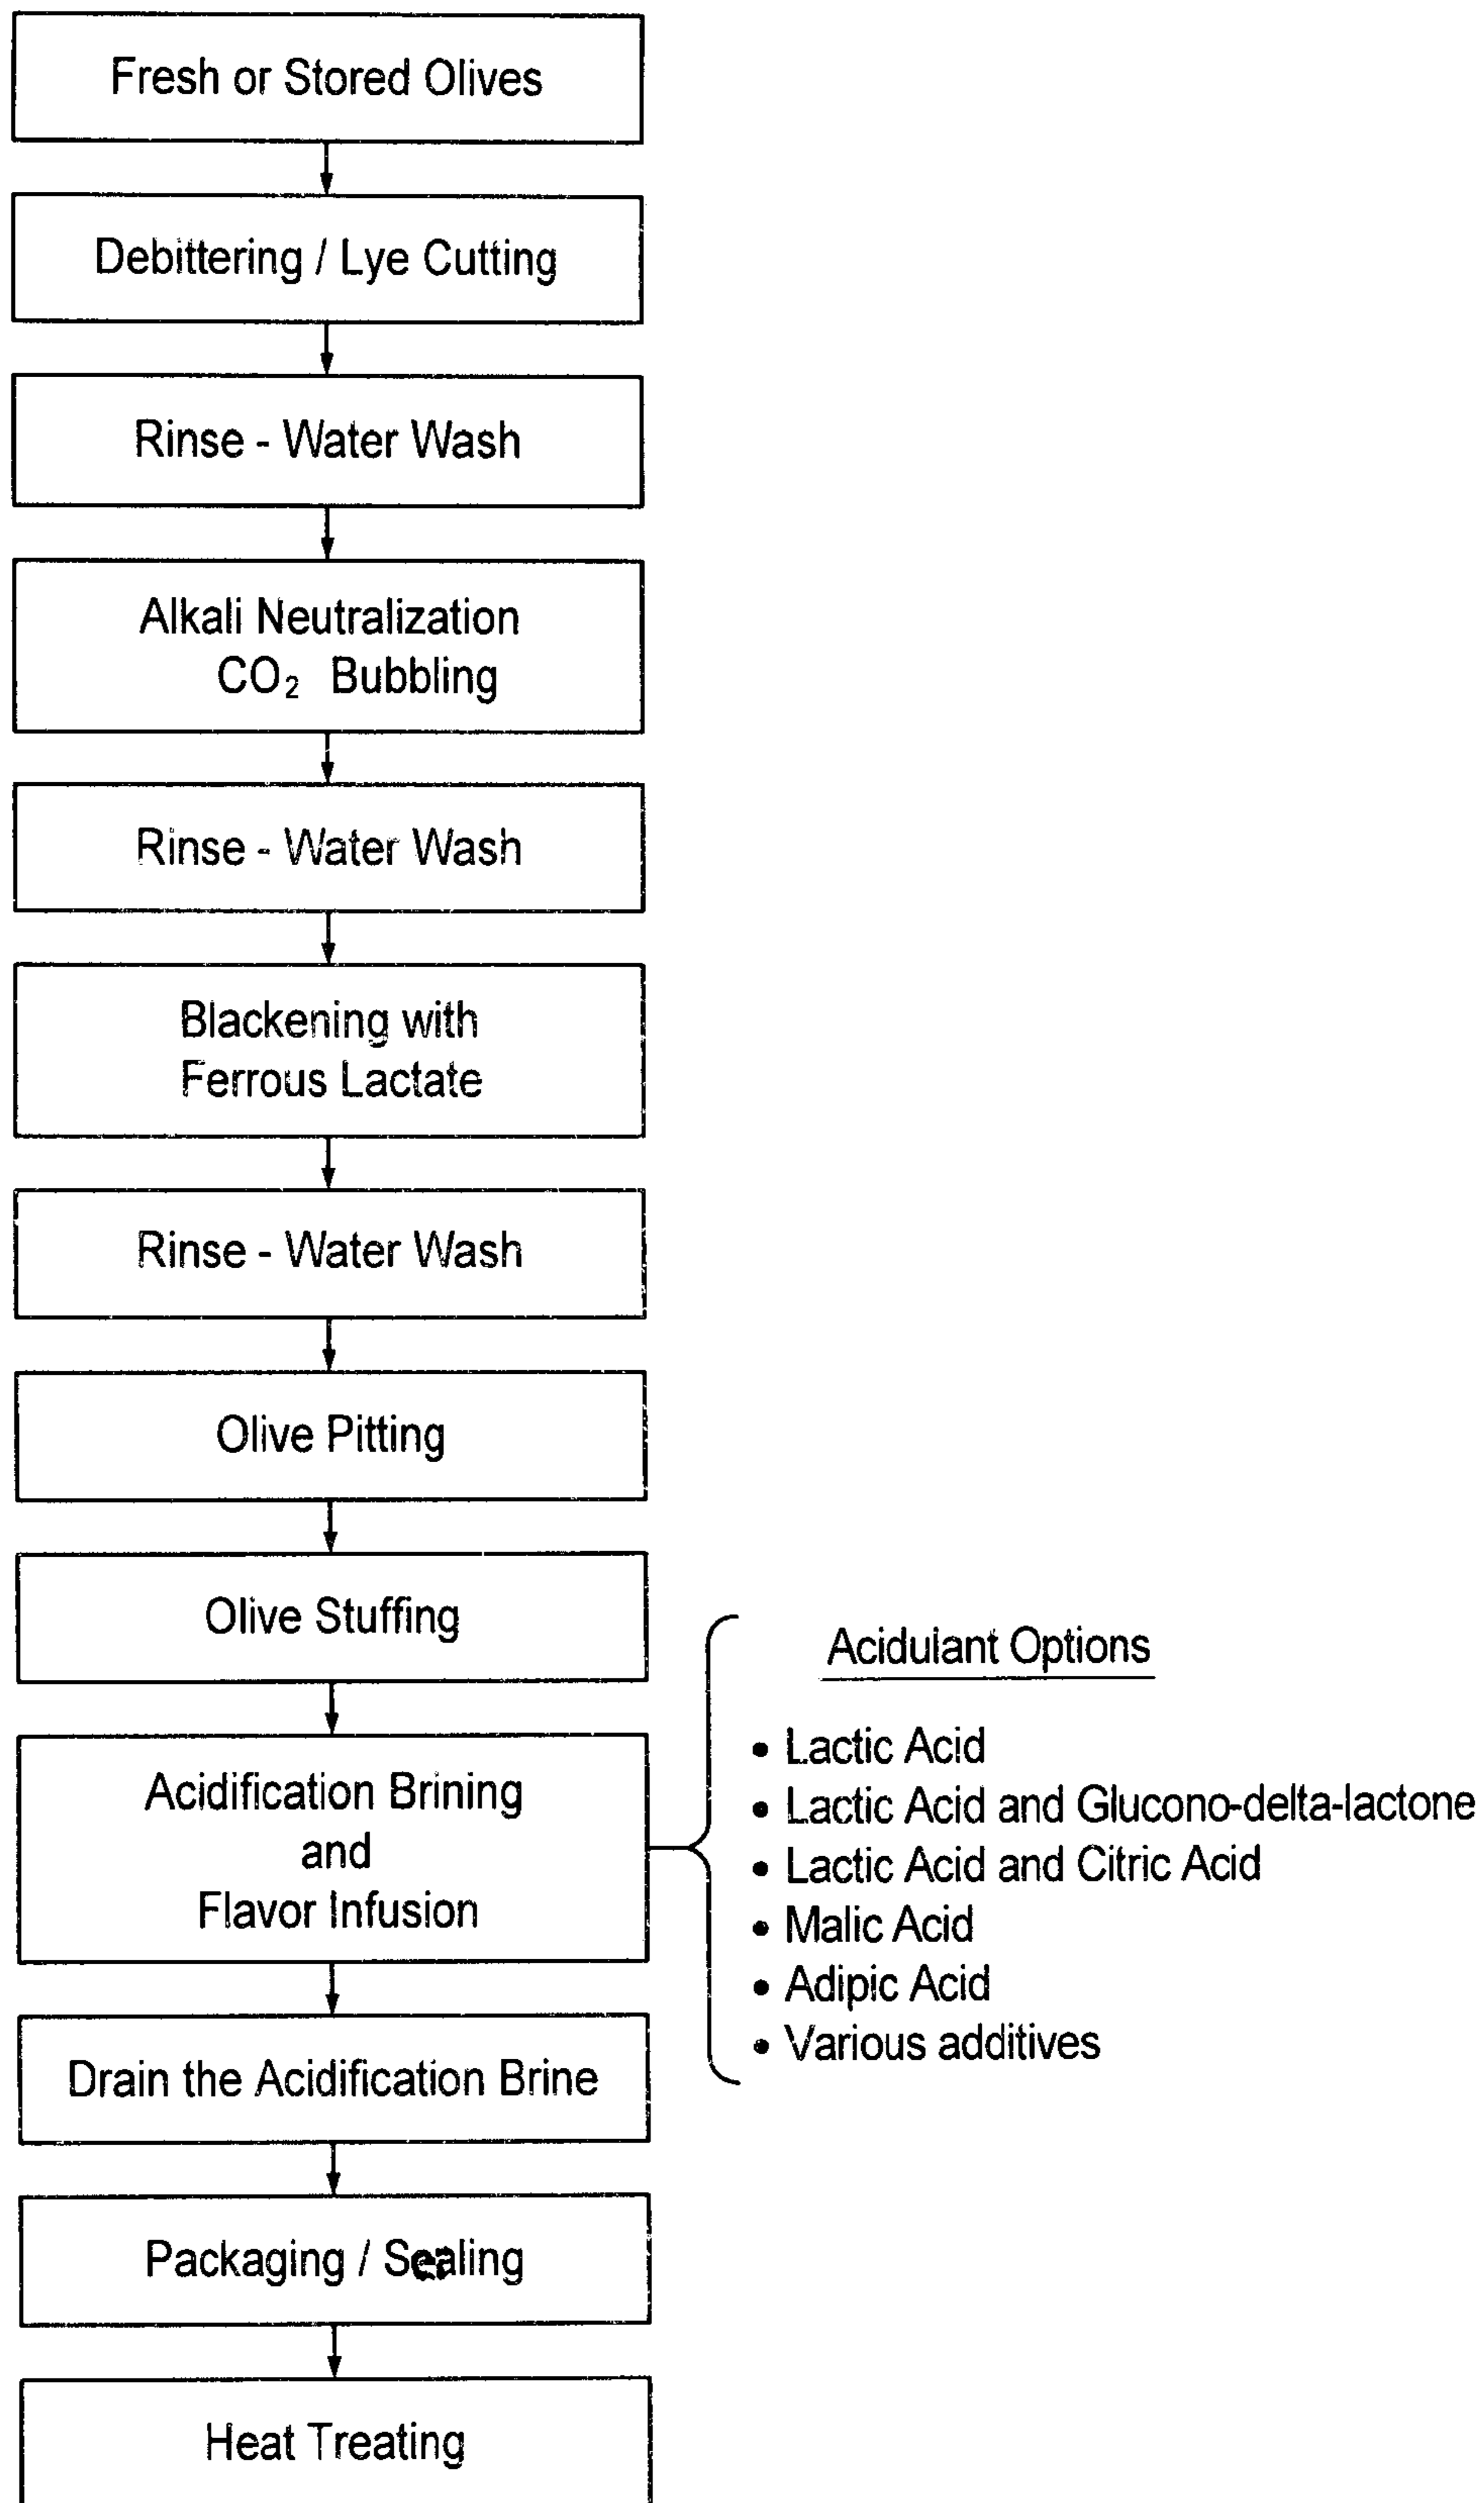 Fresh or Stored Olives
Debittering / Lye Cutting
Rinse - Water Wash
Alkali Neutralization
CO₂ Bubbling
Rinse - Water Wash
Blackening with
Ferrous Lactate
Rinse - Water Wash
Olive Pitting
Olive Stuffing
Acidification Brining
and
Flavor Infusion
Acidulant Options
• Lactic Acid
• Lactic Acid and Glucono-delta-lactone
• Lactic Acid and Citric Acid
• Malic Acid
• Adipic Acid
• Various additives
Drain the Acidification Brine
Packaging / Sealing
Heat Treating